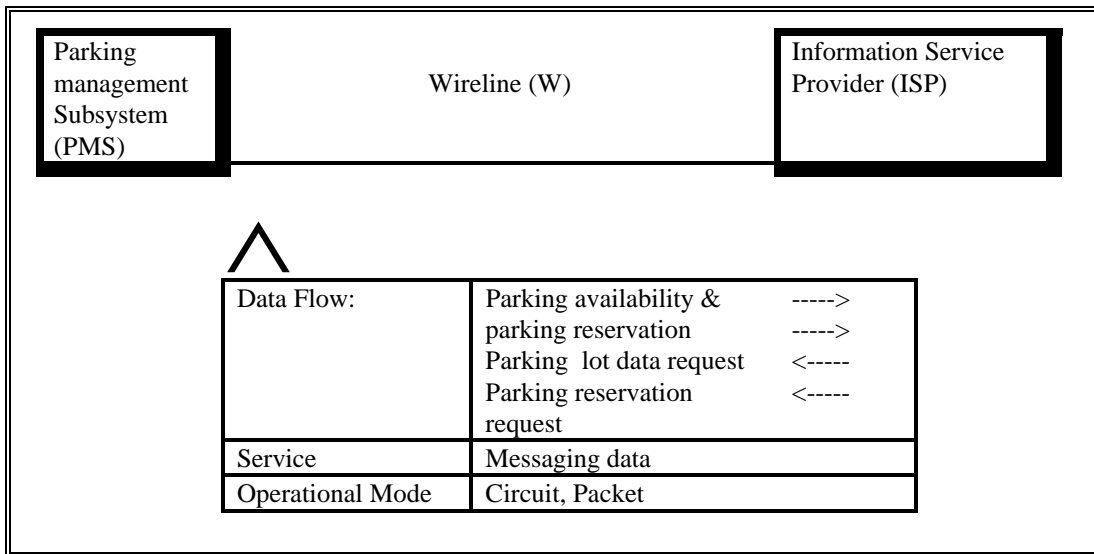 Parking
management
Subsystem
(PMS)
Wireline (W)
Information Service
Provider (ISP)
Data Flow:
Parking availability & ----->
parking reservation ----->
Parking lot data request <-----
Parking reservation <-----
request
Service Messaging data
Operational Mode Circuit, Packet